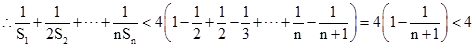 ∴ 1/S₁ + 1/2S₂ + ⋯ + 1/nSₙ < 4(1 − 1/2 + 1/2 − 1/3 + ⋯ + 1/n − 1/(n+1)) = 4(1 − 1/(n+1)) < 4